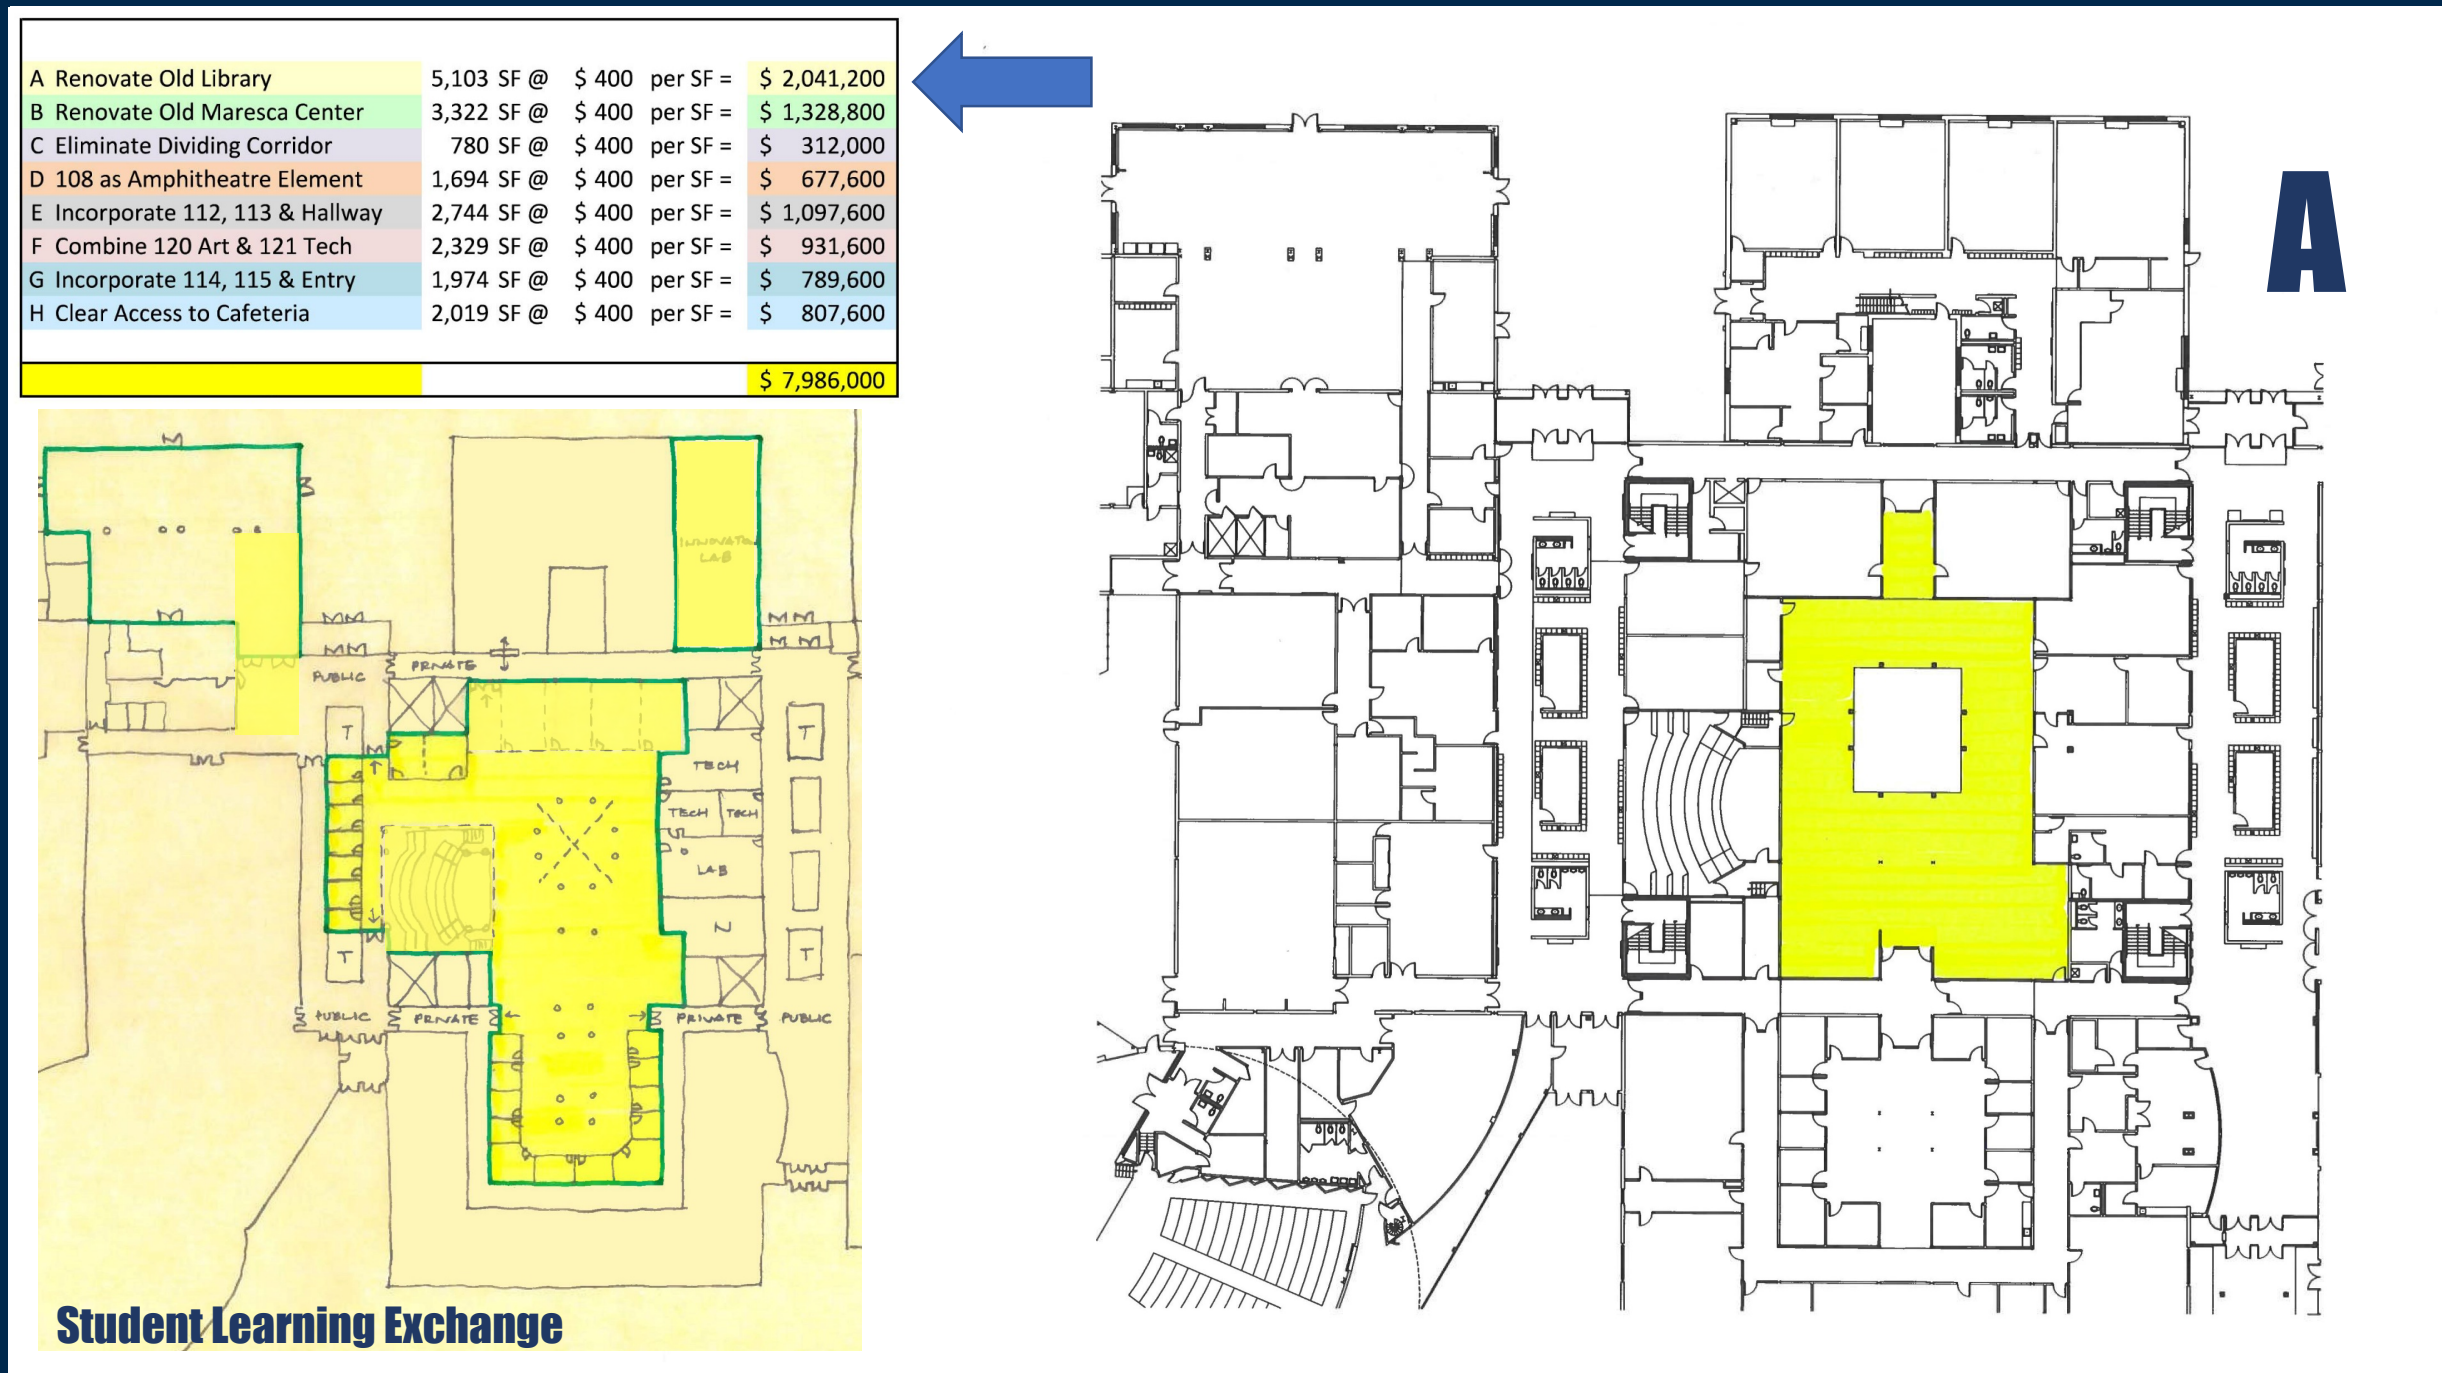 A Renovate Old Library 5,103 SF @ $ 400 per SF = $ 2,041,200
B Renovate Old Maresca Center 3,322 SF @ $ 400 per SF = $ 1,328,800
C Eliminate Dividing Corridor 780 SF @ $ 400 per SF = $ 312,000
D 108 as Amphitheatre Element 1,694 SF @ $ 400 per SF = $ 677,600
E Incorporate 112, 113 & Hallway 2,744 SF @ $ 400 per SF = $ 1,097,600
F Combine 120 Art & 121 Tech 2,329 SF @ $ 400 per SF = $ 931,600
G Incorporate 114, 115 & Entry 1,974 SF @ $ 400 per SF = $ 789,600
H Clear Access to Cafeteria 2,019 SF @ $ 400 per SF = $ 807,600
$ 7,986,000
A
LAB
PRIVATE
PUBLIC
T
T
TECH
TECH
TECH
LAB
N
T
T
PUBLIC
PRIVATE
PRIVATE
PUBLIC
Student Learning Exchange